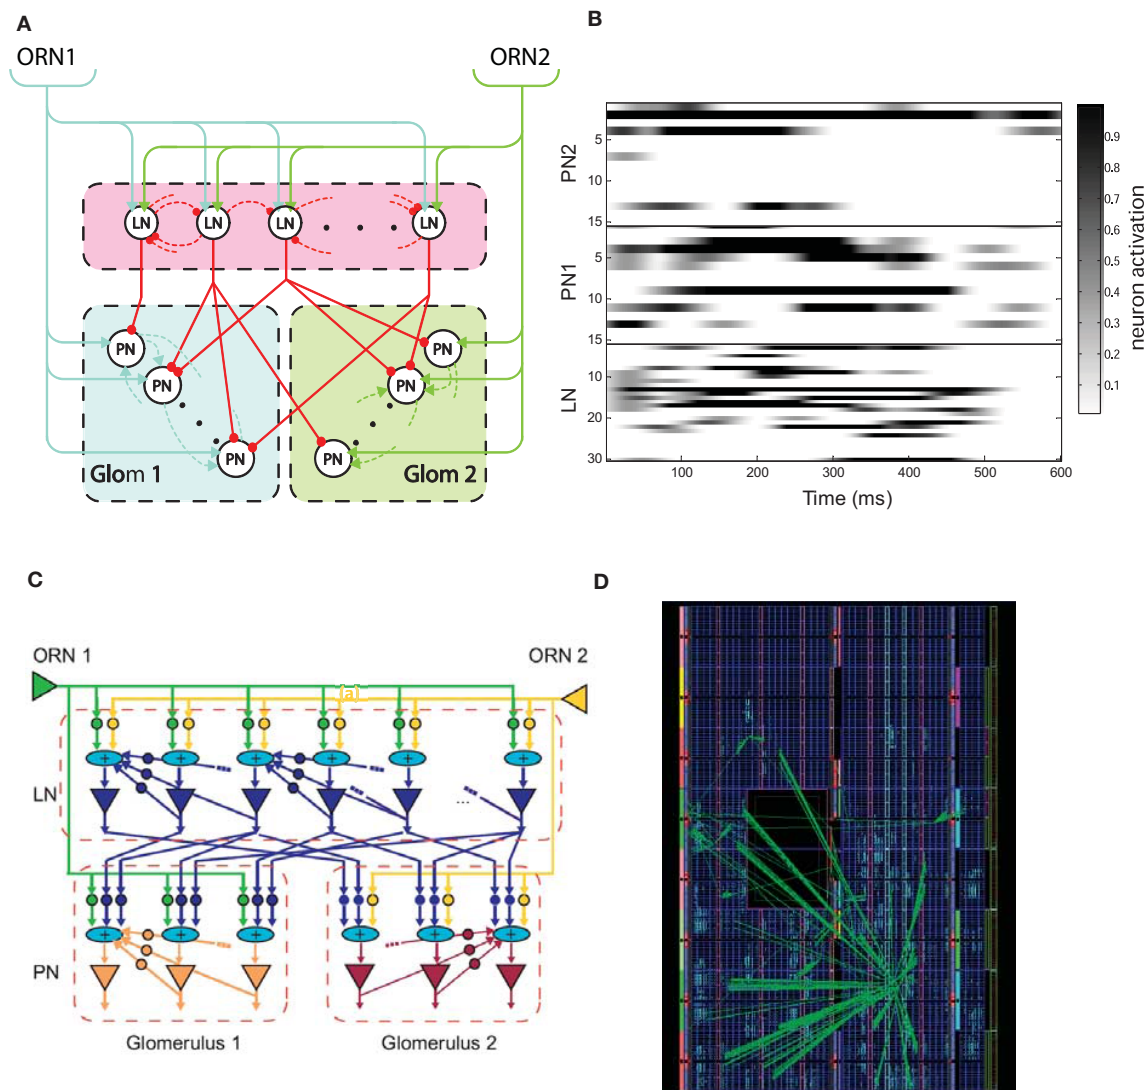 A
ORN1
ORN2
LN
LN
LN
LN
PN
PN
PN
PN
PN
PN
Glom 1
Glom 2
B
PN2
5
10
15
PN1
5
10
15
LN
10
20
30
100
200
300
400
500
600
Time (ms)
0.9
0.8
0.7
0.6
0.5
0.4
0.3
0.2
0.1
neuron activation
C
ORN 1
ORN 2
[a]
+
+
+
+
+
LN
...
+
+
+
+
+
+
PN
Glomerulus 1
Glomerulus 2
D